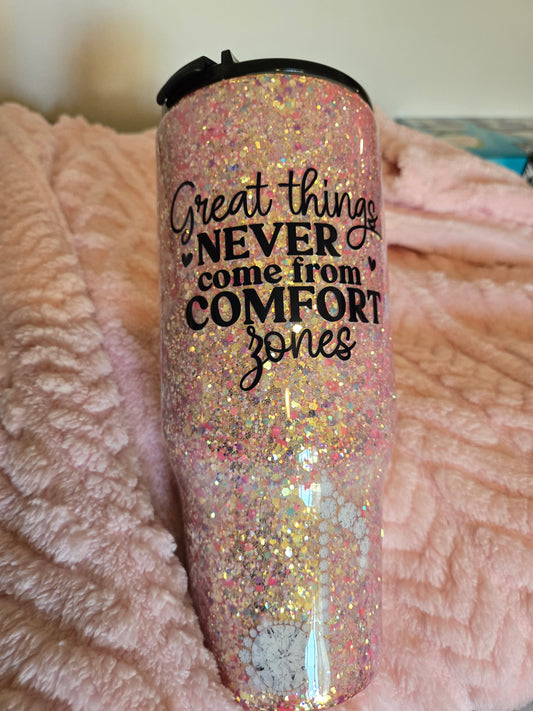 Great things
NEVER
come from
COMFORT
zones